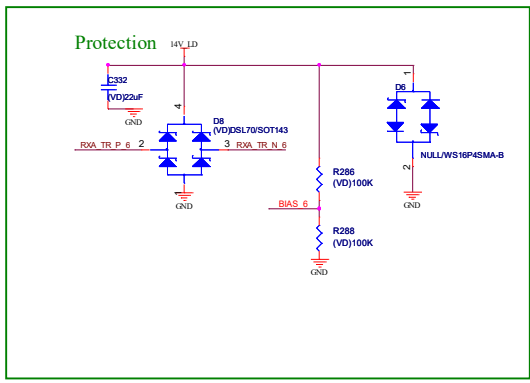 Protection
14V_LD
C332
(VD)22uF
GND
4
D8
(VD)DSL70/SOT143
RXA_TR_P_6
2
3
RXA_TR_N_6
1
GND
R286
(VD)100K
BIAS_6
R288
(VD)100K
GND
1
D6
NULL/WS16P4SMA-B
2
GND